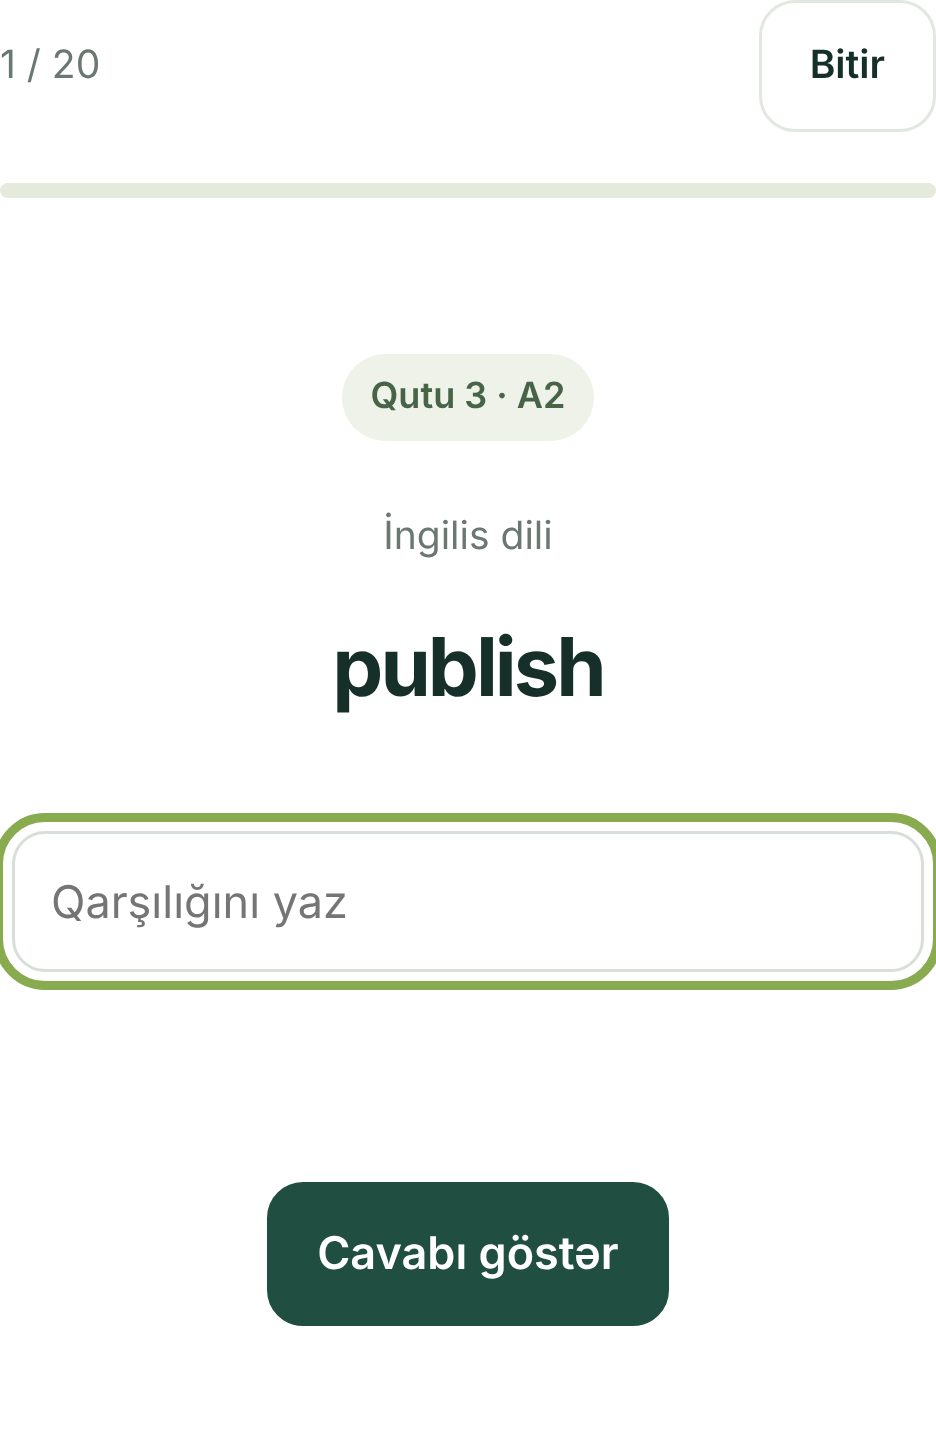 1 / 20
Bitir
Qutu 3 · A2
İngilis dili
publish
Qarşılığını yaz
Cavabı göstər